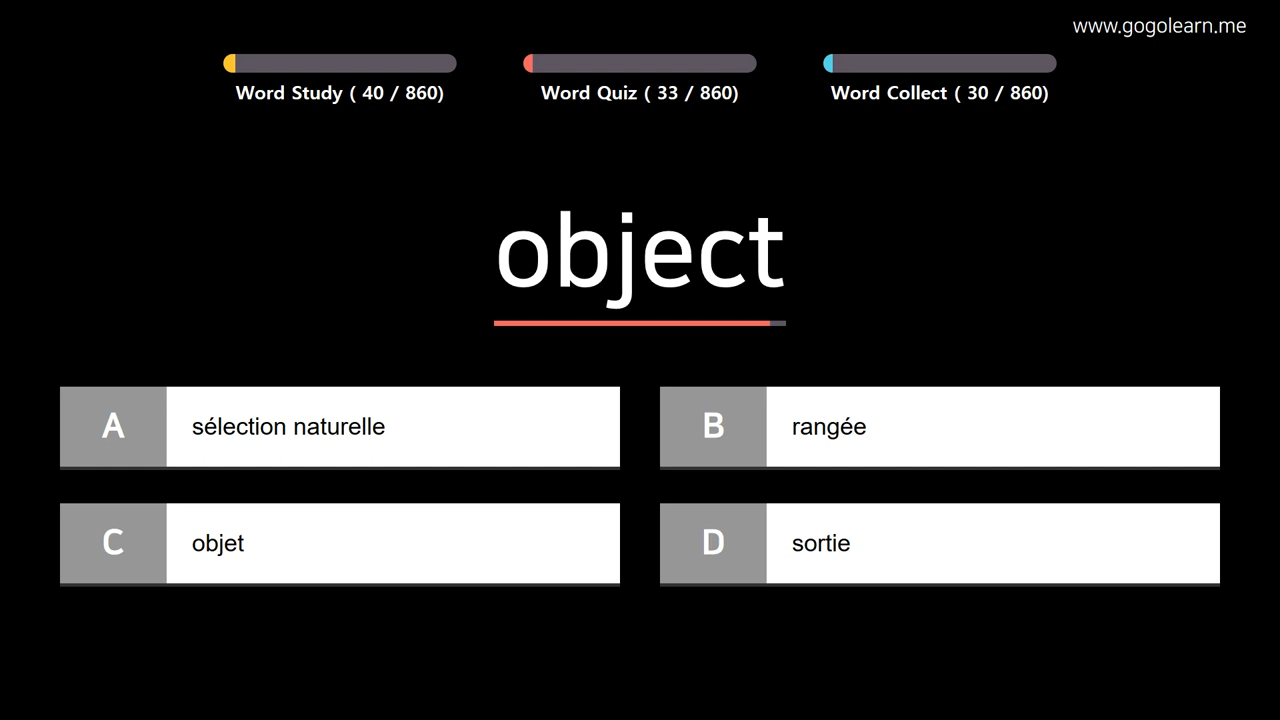 www.gogolearn.me
Word Study ( 40 / 860)
Word Quiz ( 33 / 860)
Word Collect ( 30 / 860)
object
A
sélection naturelle
B
rangée
C
objet
D
sortie